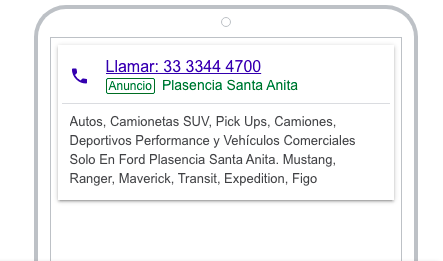 Llamar: 33 3344 4700
Anuncio Plasencia Santa Anita
Autos, Camionetas SUV, Pick Ups, Camiones,
Deportivos Performance y Vehículos Comerciales
Solo En Ford Plasencia Santa Anita. Mustang,
Ranger, Maverick, Transit, Expedition, Figo